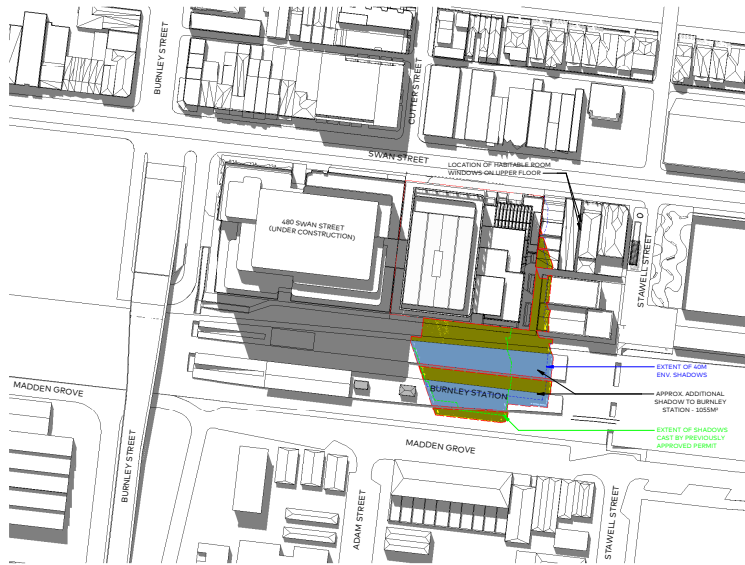 BURNLEY STREET
CUTTER STREET
SWAN STREET
LOCATION OF HABITABLE ROOM
WINDOWS ON UPPER FLOOR
480 SWAN STREET
(UNDER CONSTRUCTION)
STAWELL STREET
EXTENT OF 40M
ENV. SHADOWS
MADDEN GROVE
BURNLEY STATION
APPROX. ADDITIONAL
SHADOW TO BURNLEY
STATION - 1055M²
EXTENT OF SHADOWS
CAST BY PREVIOUSLY
APPROVED PERMIT
MADDEN GROVE
BURNLEY STREET
ADAM STREET
STAWELL STREET